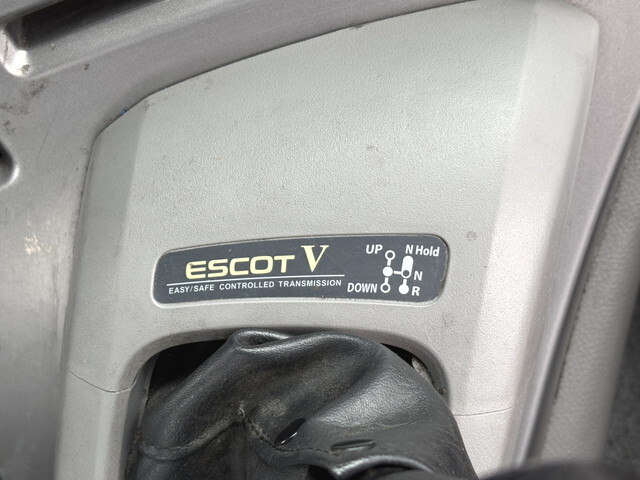 ESCOT V
EASY/SAFE CONTROLLED TRANSMISSION
UP N Hold
N
DOWN R